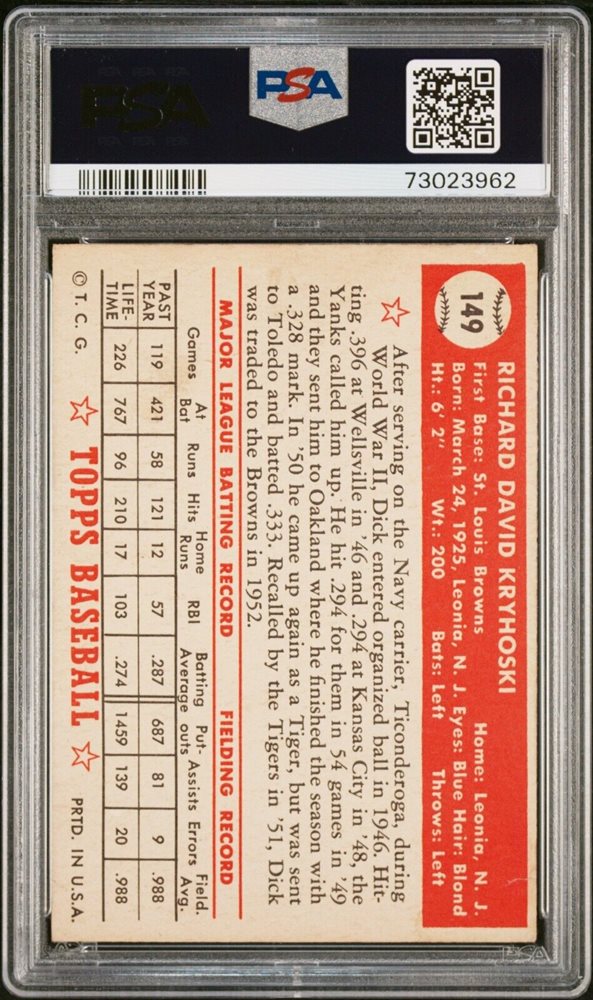 PSA
PSA
73023962
149
RICHARD DAVID KRYHOSKI
First Base: St. Louis Browns Home: Leonia, N. J.
Born: March 24, 1925, Leonia, N. J. Eyes: Blue Hair: Blond
Ht.: 6' 2" Wt.: 200 Bats: Left Throws: Left
After serving on the Navy carrier, Ticonderoga, during
World War II, Dick entered organized ball in 1946. Hit-
ting .396 at Wellsville in '46 and .294 at Kansas City in '48, the
Yanks called him up. He hit .294 for them in 54 games in '49
and they sent him to Oakland where he finished the season with
a .328 mark. In '50 he came up again as a Tiger, but was sent
to Toledo and batted .333. Recalled by the Tigers in '51, Dick
was traded to the Browns in 1952.
MAJOR LEAGUE BATTING RECORD FIELDING RECORD
Games At Bat Runs Hits Home Runs RBI Batting Average Put-outs Assists Errors Field. Avg.
PAST YEAR 119 421 58 121 12 57 .287 687 81 9 .988
LIFE-TIME 226 767 96 210 17 103 .274 1459 139 20 .988
© T. C. G. TOPPS BASEBALL PRTD. IN U.S.A.